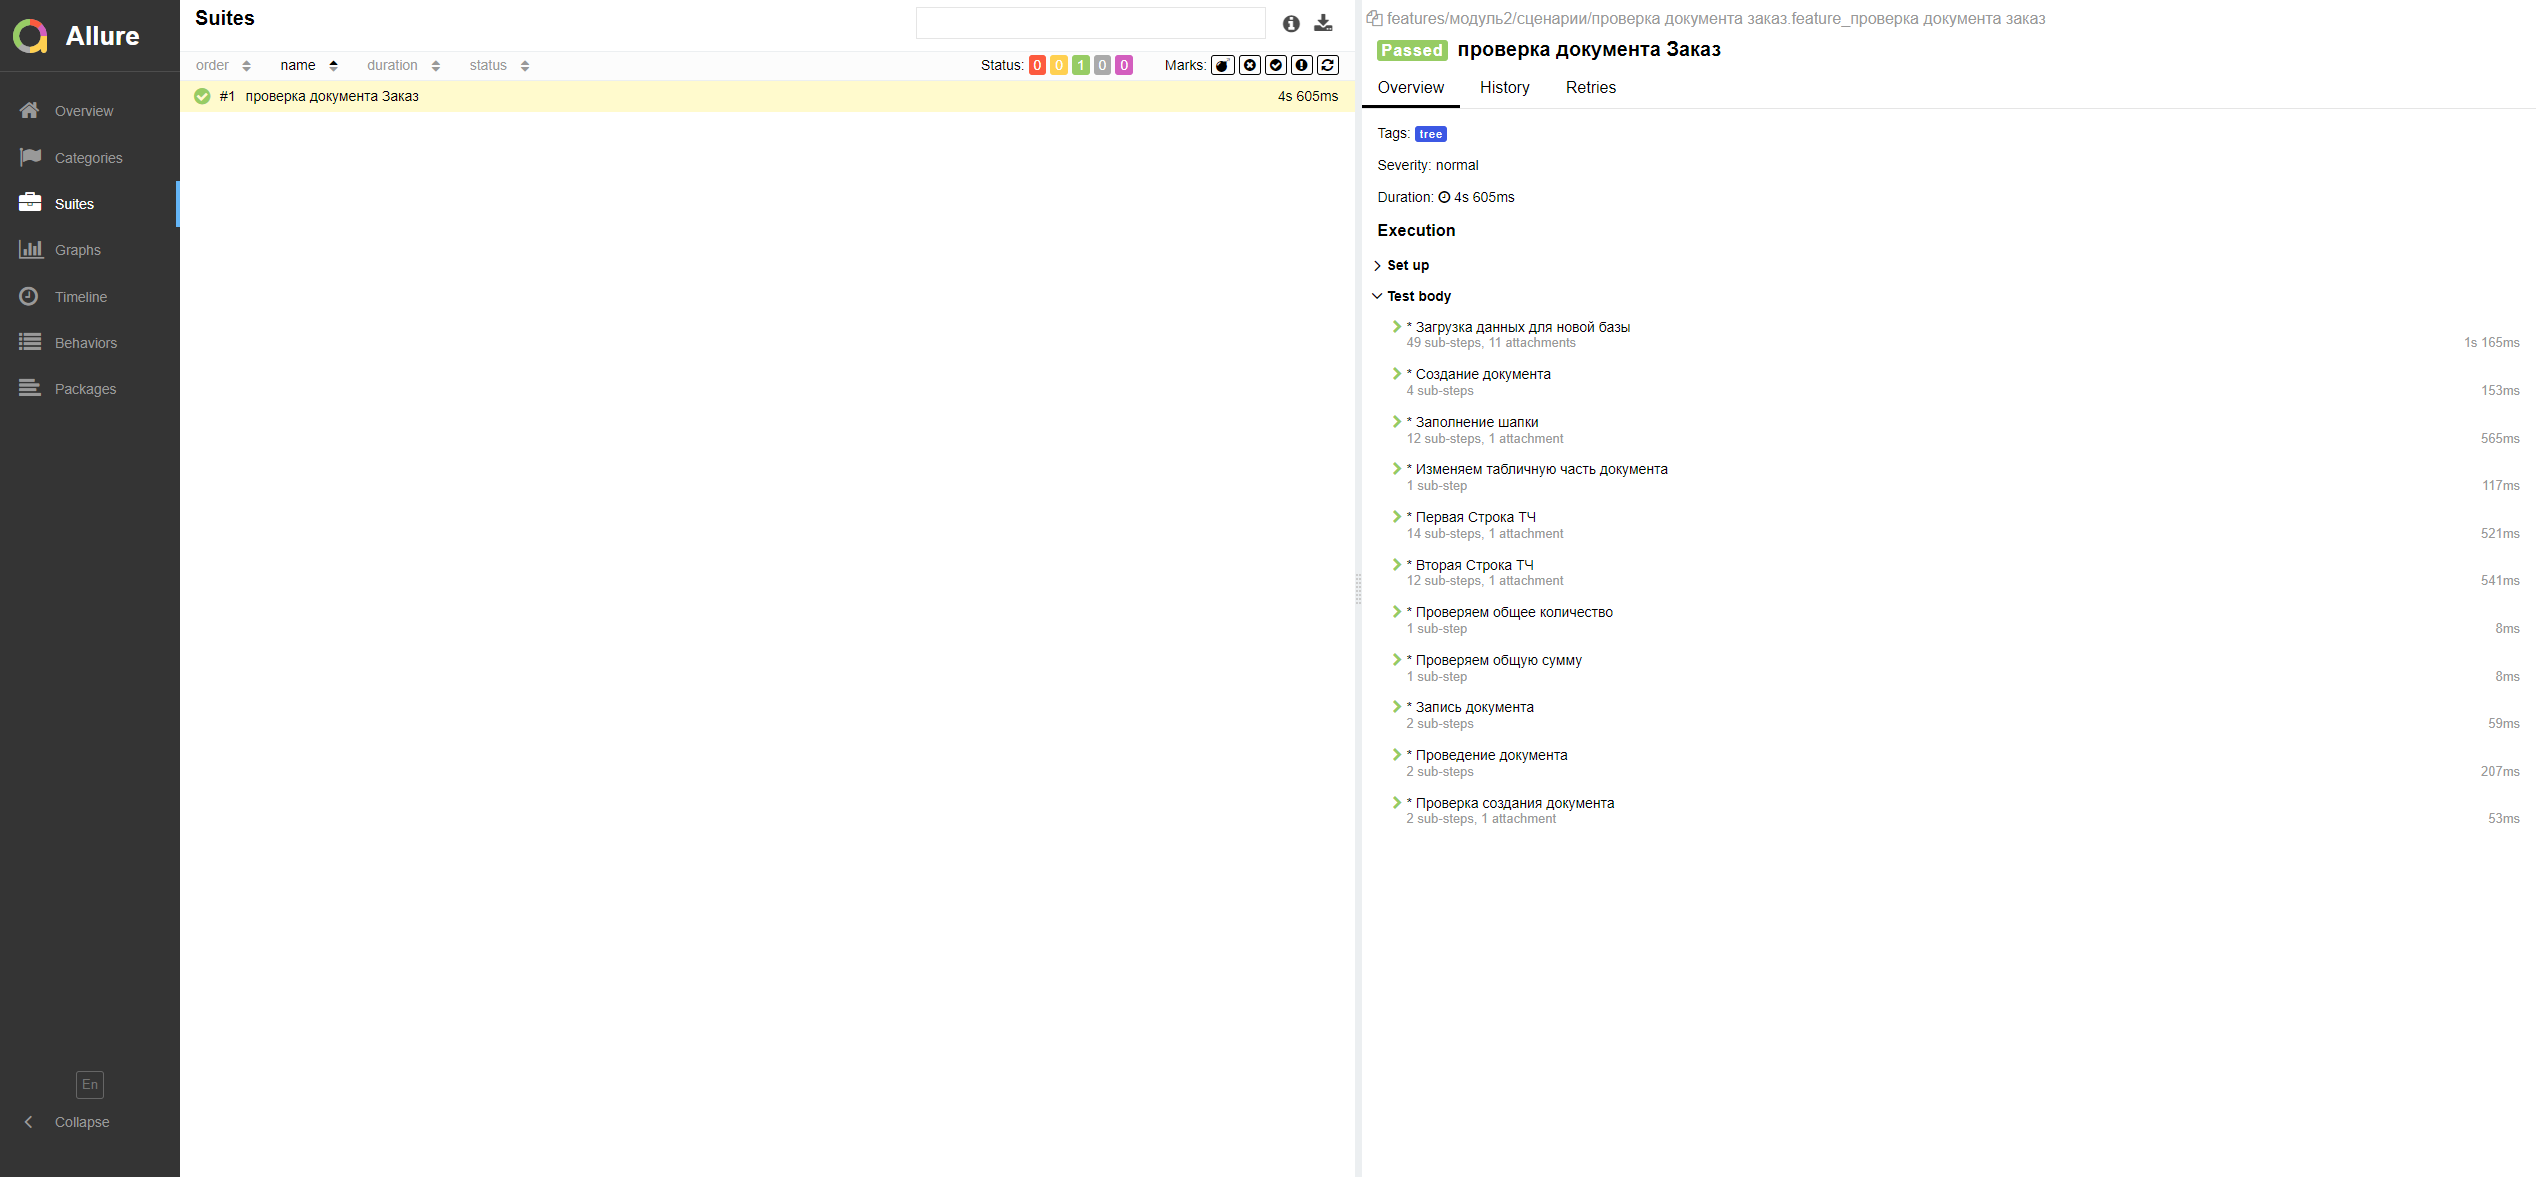 Allure
Overview
Categories
Suites
Graphs
Timeline
Behaviors
Packages
En
Collapse
Suites
order name duration status Status: 0 0 1 0 0 Marks:
#1 проверка документа Заказ 4s 605ms
features/модуль2/сценарии/проверка документа заказ.feature_проверка документа заказ
Passed проверка документа Заказ
Overview History Retries
Tags: tree
Severity: normal
Duration: 4s 605ms
Execution
Set up
Test body
* Загрузка данных для новой базы
49 sub-steps, 11 attachments 1s 165ms
* Создание документа
4 sub-steps 153ms
* Заполнение шапки
12 sub-steps, 1 attachment 565ms
* Изменяем табличную часть документа
1 sub-step 117ms
* Первая Строка ТЧ
14 sub-steps, 1 attachment 521ms
* Вторая Строка ТЧ
12 sub-steps, 1 attachment 541ms
* Проверяем общее количество
1 sub-step 8ms
* Проверяем общую сумму
1 sub-step 8ms
* Запись документа
2 sub-steps 59ms
* Проведение документа
2 sub-steps 207ms
* Проверка создания документа
2 sub-steps, 1 attachment 53ms